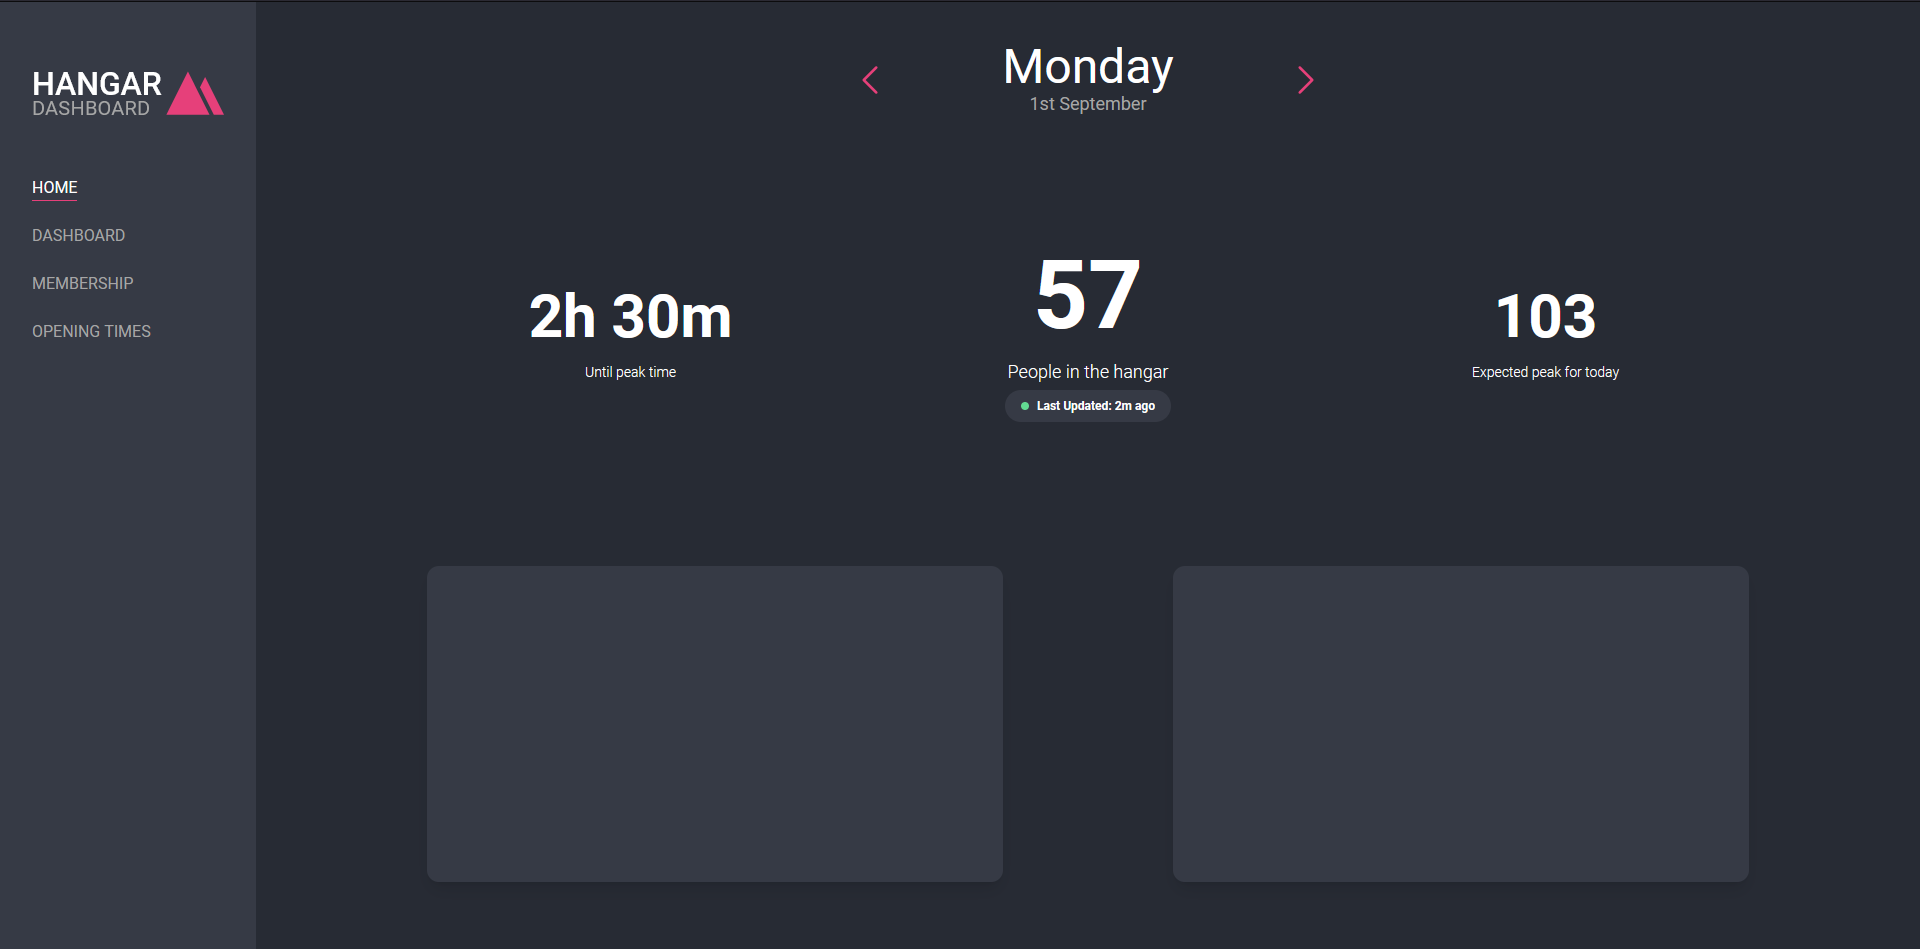 HANGAR
DASHBOARD
HOME
DASHBOARD
MEMBERSHIP
OPENING TIMES
Monday
1st September
2h 30m
Until peak time
57
People in the hangar
Last Updated: 2m ago
103
Expected peak for today